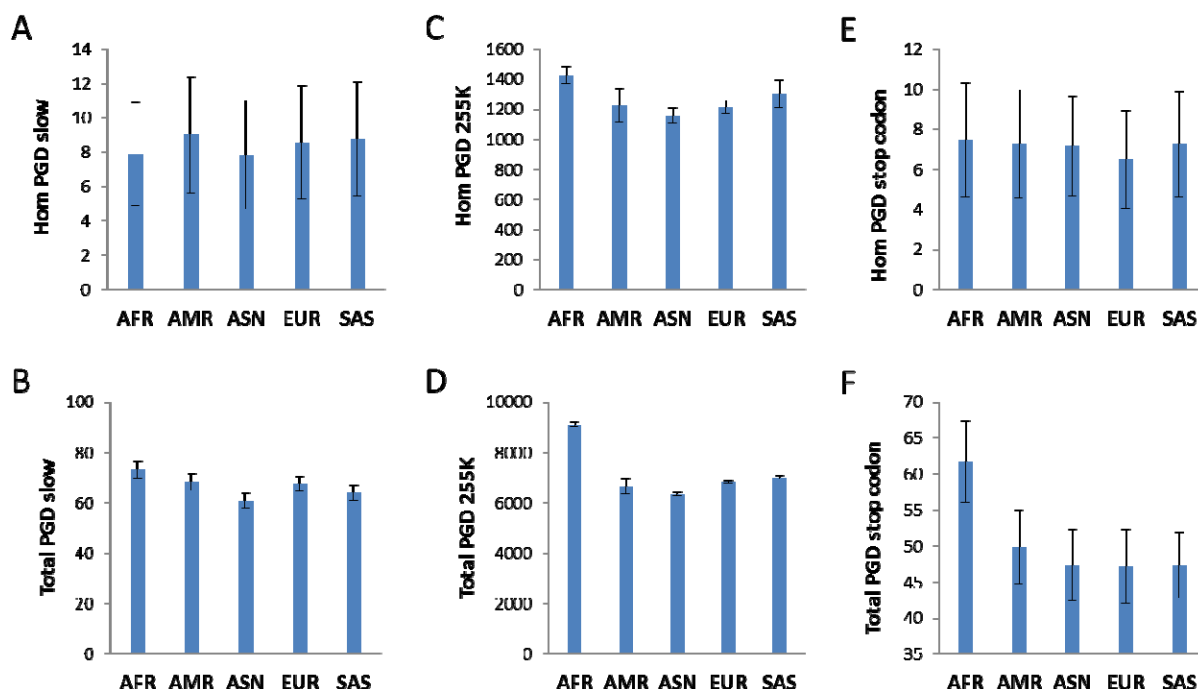 A
Hom PGD slow
14
12
10
8
6
4
2
0
AFR AMR ASN EUR SAS
C
Hom PGD 255K
1600
1400
1200
1000
800
600
400
200
0
AFR AMR ASN EUR SAS
E
Hom PGD stop codon
12
10
8
6
4
2
0
AFR AMR ASN EUR SAS
B
Total PGD slow
100
80
60
40
20
0
AFR AMR ASN EUR SAS
D
Total PGD 255K
10000
8000
6000
4000
2000
0
AFR AMR ASN EUR SAS
F
Total PGD stop codon
70
65
60
55
50
45
40
35
AFR AMR ASN EUR SAS